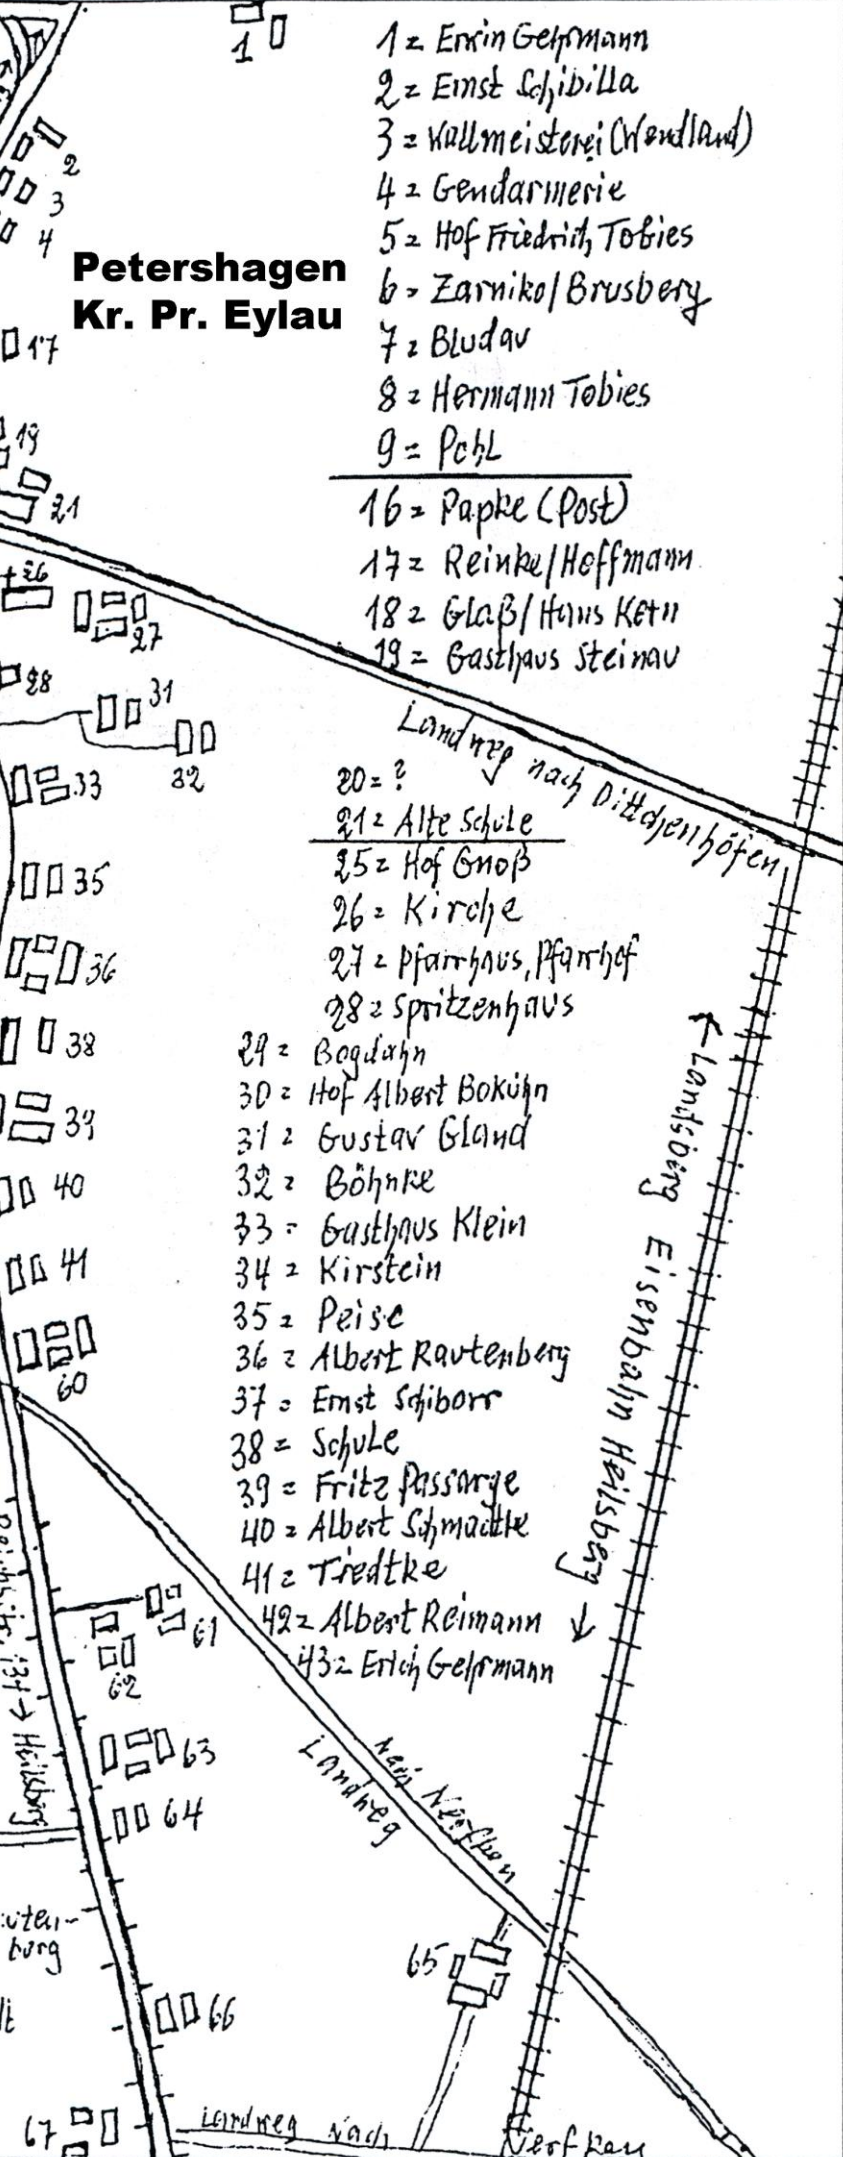 1
1 = Erwin Gehrmann
2 = Ernst Schibilla
3 = Wallmeisterei (Wendland)
4 = Gendarmerie
5 = Hof Friedrich Tobies
6 = Zarniko/Brusberg
7 = Bludau
8 = Hermann Tobies
9 = Pohl
2
3
4
Petershagen
Kr. Pr. Eylau
17
19
21
16 = Papke (Post)
17 = Reinke/Hoffmann
18 = Glaß/Hans Kern
19 = Gasthaus Steinau
26
27
28
31
32
33
35
36
38
39
40
41
60
Landweg nach Dittchenhöfen
20 = ?
21 = Alte Schule
25 = Hof Gnoß
26 = Kirche
27 = Pfarrhaus, Pfarrhof
28 = Spritzenhaus
29 = Bogdahn
30 = Hof Albert Bokühn
31 = Gustav Gland
32 = Böhnke
33 = Gasthaus Klein
34 = Kirstein
35 = Peise
36 = Albert Rautenberg
37 = Ernst Schiborr
38 = Schule
39 = Fritz Passarge
40 = Albert Schmadtke
41 = Tiedtke
42 = Albert Reimann
43 = Erich Gehrmann
← Landsberg Eisenbahn Heilsberg →
Reichsstr. 134 → Heilsberg
61
62
63
64
Landweg
nach Nerfken
65
66
67
Landweg nach Nerfken